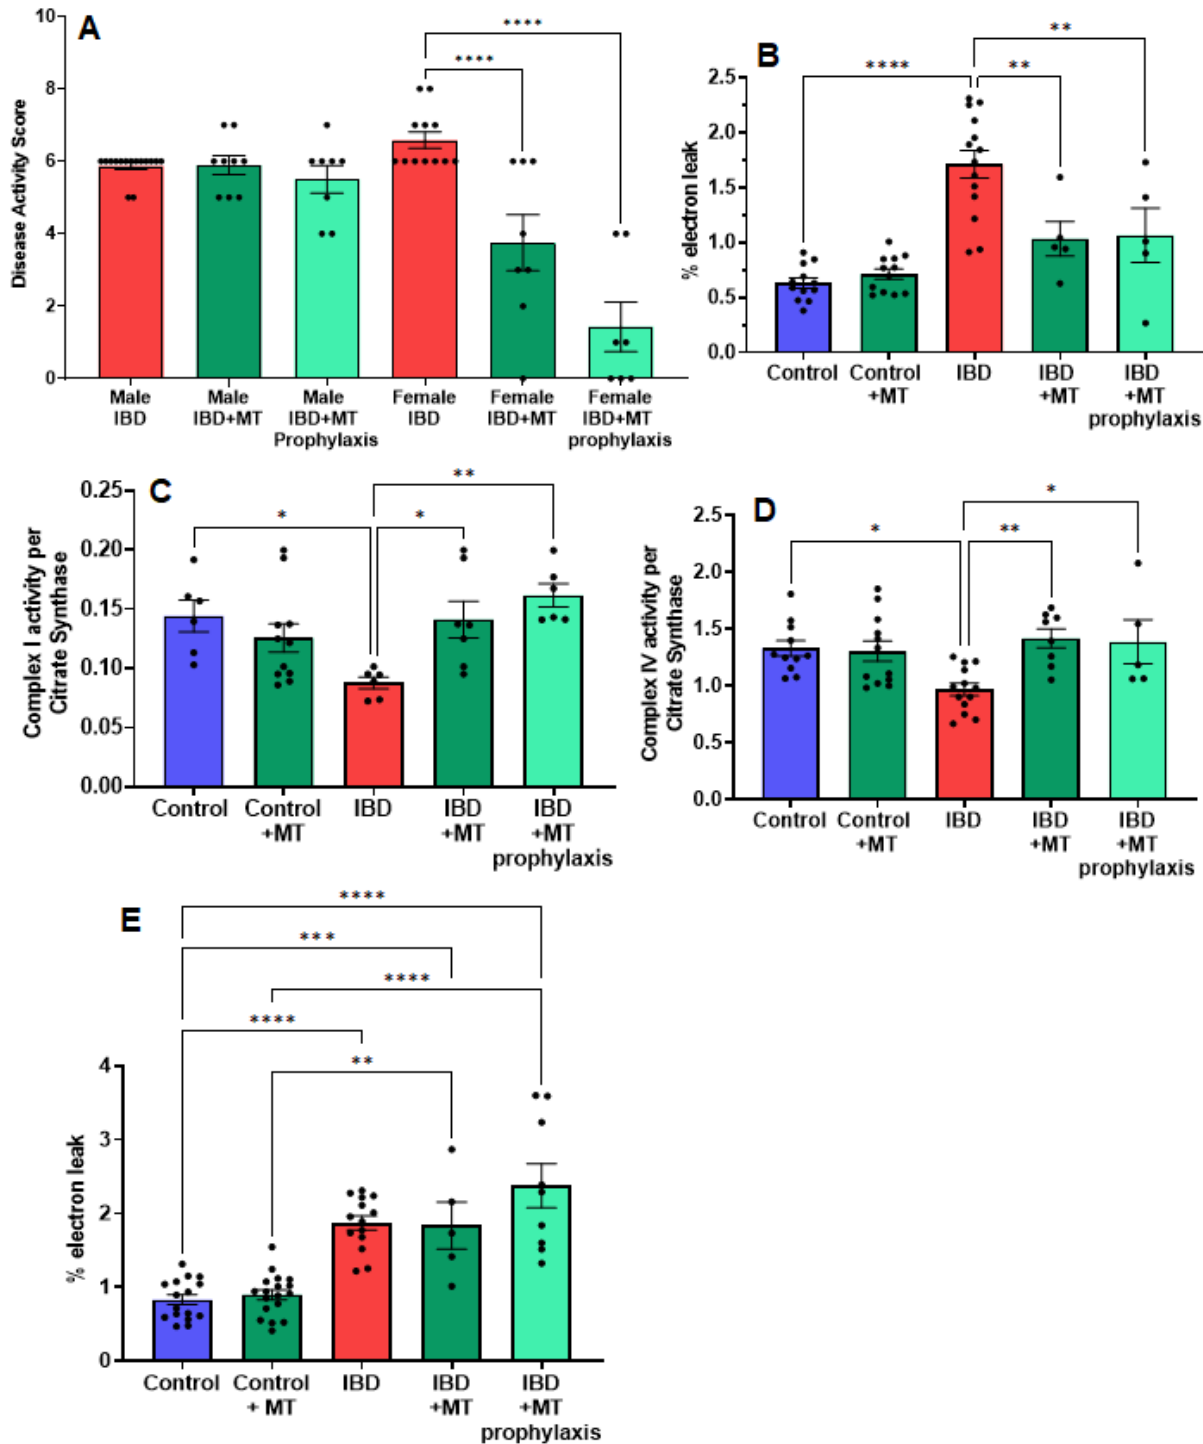 A
****
****
Disease Activity Score
10
8
6
4
2
0
Male
IBD
Male
IBD+MT
Male
IBD+MT
Prophylaxis
Female
IBD
Female
IBD+MT
Female
IBD+MT
prophylaxis
B
**
****
**
% electron leak
2.5
2.0
1.5
1.0
0.5
0.0
Control
Control
+MT
IBD
IBD
+MT
IBD
+MT
prophylaxis
C
**
*
*
Complex I activity per
Citrate Synthase
0.25
0.20
0.15
0.10
0.05
0.00
Control
Control
+MT
IBD
IBD
+MT
IBD
+MT
prophylaxis
D
*
*
**
Complex IV activity per
Citrate Synthase
2.5
2.0
1.5
1.0
0.5
0.0
Control
Control
+MT
IBD
IBD
+MT
IBD
+MT
prophylaxis
E
****
***
****
****
**
% electron leak
4
3
2
1
0
Control
Control
+ MT
IBD
IBD
+MT
IBD
+MT
prophylaxis